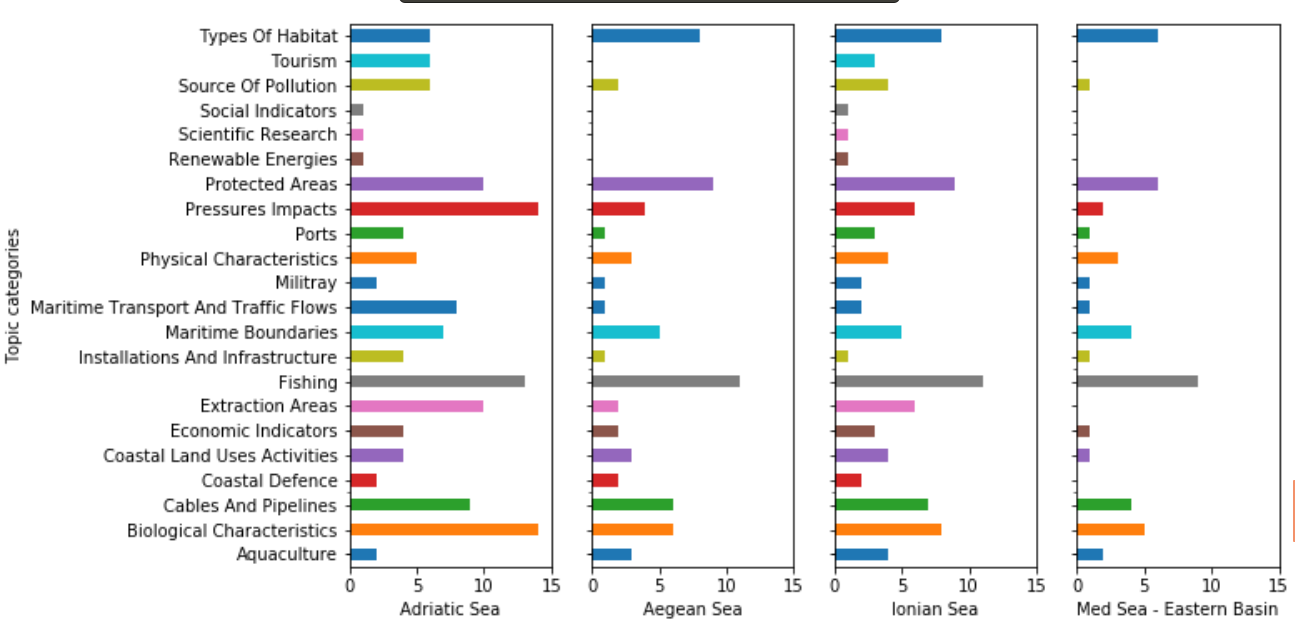 Topic categories
Types Of Habitat
Tourism
Source Of Pollution
Social Indicators
Scientific Research
Renewable Energies
Protected Areas
Pressures Impacts
Ports
Physical Characteristics
Militray
Maritime Transport And Traffic Flows
Maritime Boundaries
Installations And Infrastructure
Fishing
Extraction Areas
Economic Indicators
Coastal Land Uses Activities
Coastal Defence
Cables And Pipelines
Biological Characteristics
Aquaculture
0 5 10 15 0 5 10 15 0 5 10 15 0 5 10 15
Adriatic Sea Aegean Sea Ionian Sea Med Sea - Eastern Basin